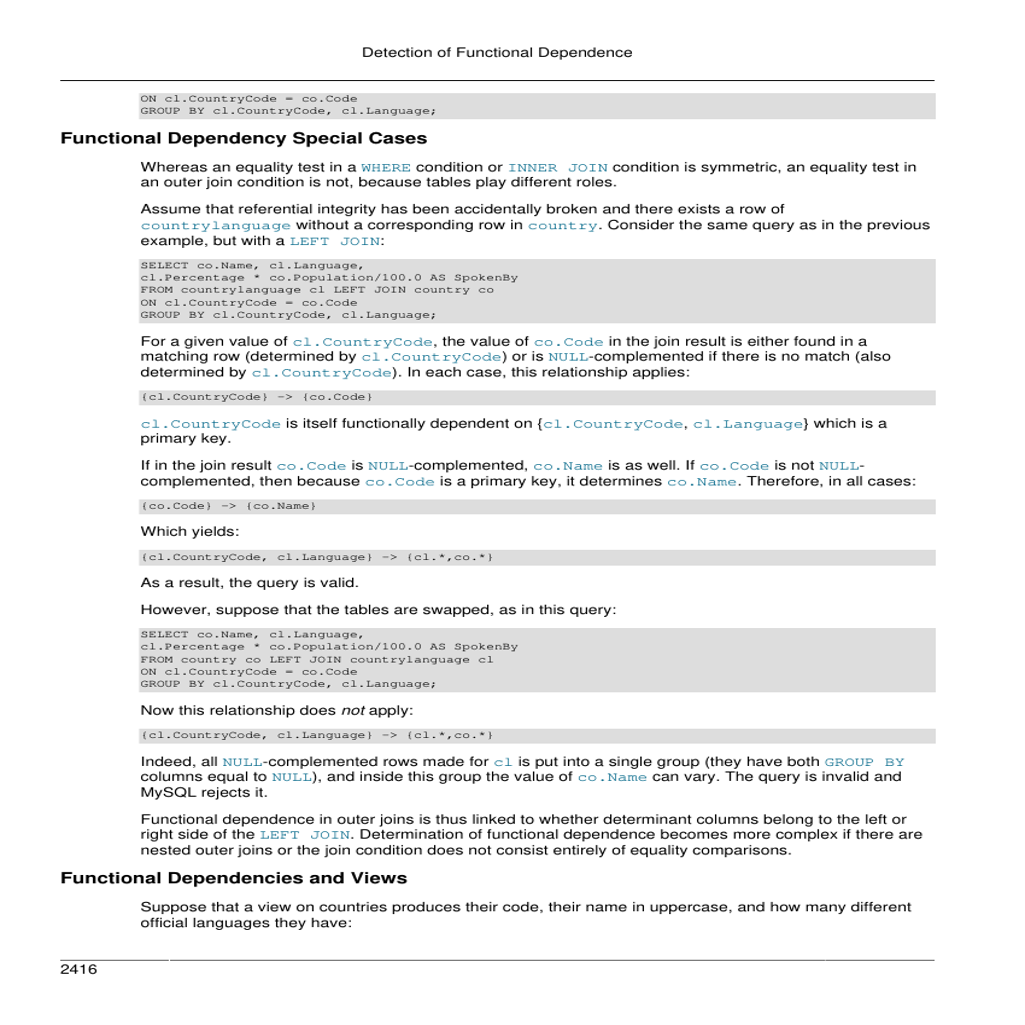 Detection of Functional Dependence
ON cl.CountryCode = co.Code
GROUP BY cl.CountryCode, cl.Language;
Functional Dependency Special Cases
Whereas an equality test in a WHERE condition or INNER JOIN condition is symmetric, an equality test in
an outer join condition is not, because tables play different roles.
Assume that referential integrity has been accidentally broken and there exists a row of
countrylanguage without a corresponding row in country. Consider the same query as in the previous
example, but with a LEFT JOIN:
SELECT co.Name, cl.Language,
cl.Percentage * co.Population/100.0 AS SpokenBy
FROM countrylanguage cl LEFT JOIN country co
ON cl.CountryCode = co.Code
GROUP BY cl.CountryCode, cl.Language;
For a given value of cl.CountryCode, the value of co.Code in the join result is either found in a
matching row (determined by cl.CountryCode) or is NULL-complemented if there is no match (also
determined by cl.CountryCode). In each case, this relationship applies:
{cl.CountryCode} -> {co.Code}
cl.CountryCode is itself functionally dependent on {cl.CountryCode, cl.Language} which is a
primary key.
If in the join result co.Code is NULL-complemented, co.Name is as well. If co.Code is not NULL-
complemented, then because co.Code is a primary key, it determines co.Name. Therefore, in all cases:
{co.Code} -> {co.Name}
Which yields:
{cl.CountryCode, cl.Language} -> {cl.*,co.*}
As a result, the query is valid.
However, suppose that the tables are swapped, as in this query:
SELECT co.Name, cl.Language,
cl.Percentage * co.Population/100.0 AS SpokenBy
FROM country co LEFT JOIN countrylanguage cl
ON cl.CountryCode = co.Code
GROUP BY cl.CountryCode, cl.Language;
Now this relationship does not apply:
{cl.CountryCode, cl.Language} -> {cl.*,co.*}
Indeed, all NULL-complemented rows made for cl is put into a single group (they have both GROUP BY
columns equal to NULL), and inside this group the value of co.Name can vary. The query is invalid and
MySQL rejects it.
Functional dependence in outer joins is thus linked to whether determinant columns belong to the left or
right side of the LEFT JOIN. Determination of functional dependence becomes more complex if there are
nested outer joins or the join condition does not consist entirely of equality comparisons.
Functional Dependencies and Views
Suppose that a view on countries produces their code, their name in uppercase, and how many different
official languages they have:
2416